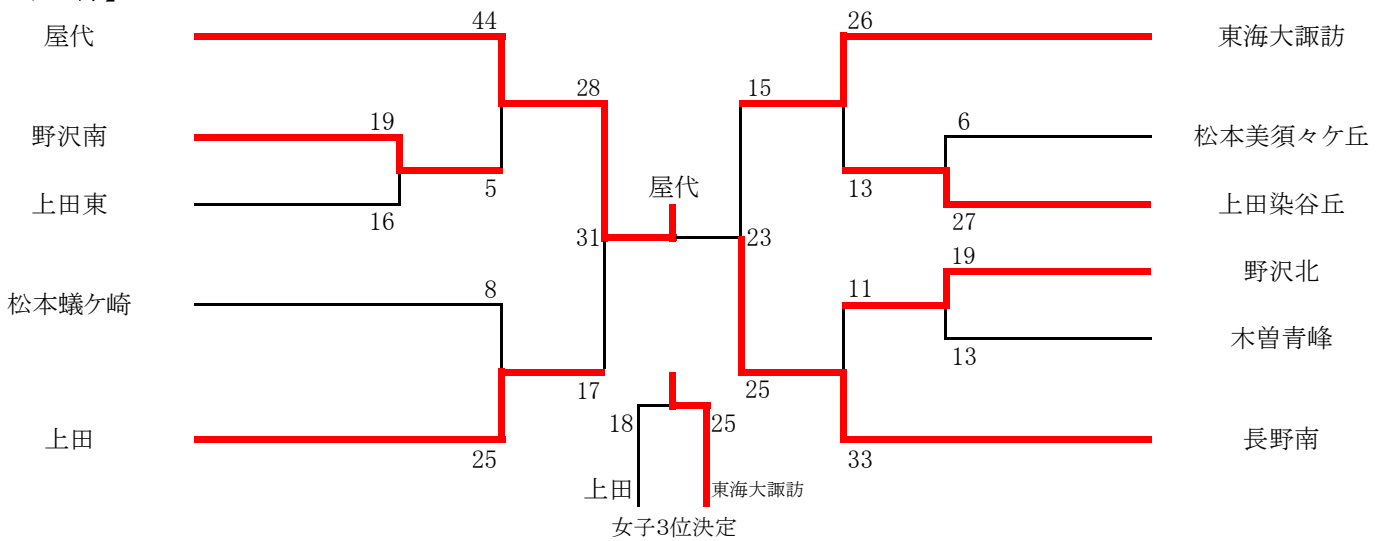 44 26
屋代 東海大諏訪
28 15
野沢南 19 6 松本美須々ケ丘
屋代
5 13
上田東 16 27 上田染谷丘
31 23
19 野沢北
松本蟻ケ崎 8 11
13 木曽青峰
17 25
18 25
上田 25 33 長野南
上田 東海大諏訪
女子3位決定